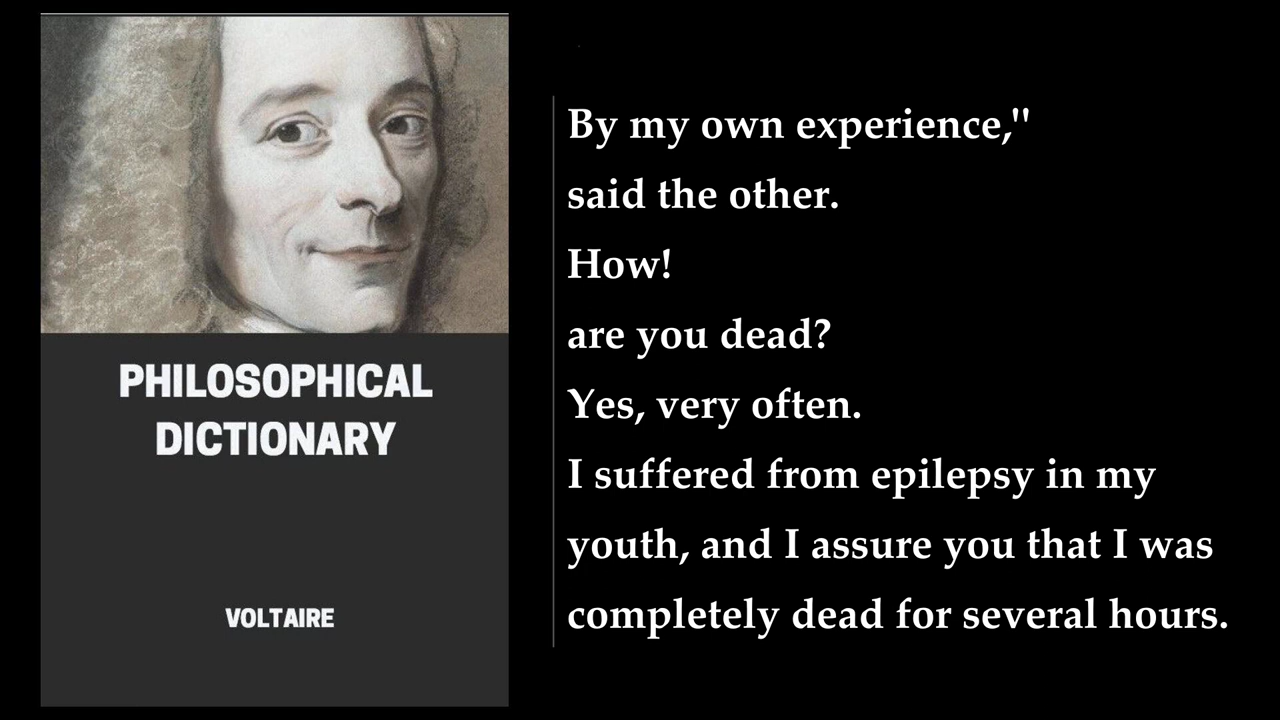 PHILOSOPHICAL
DICTIONARY
VOLTAIRE
By my own experience,"
said the other.
How!
are you dead?
Yes, very often.
I suffered from epilepsy in my
youth, and I assure you that I was
completely dead for several hours.